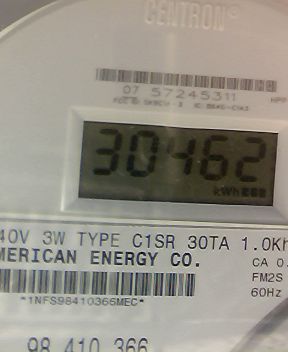 CENTRON®
07 57245311
30462
kWh
40V 3W TYPE C1SR 30TA 1.0Kh
MERICAN ENERGY CO.
CA 0.
FM2S
60Hz
*1NFS98410366MEC*
98 410 366